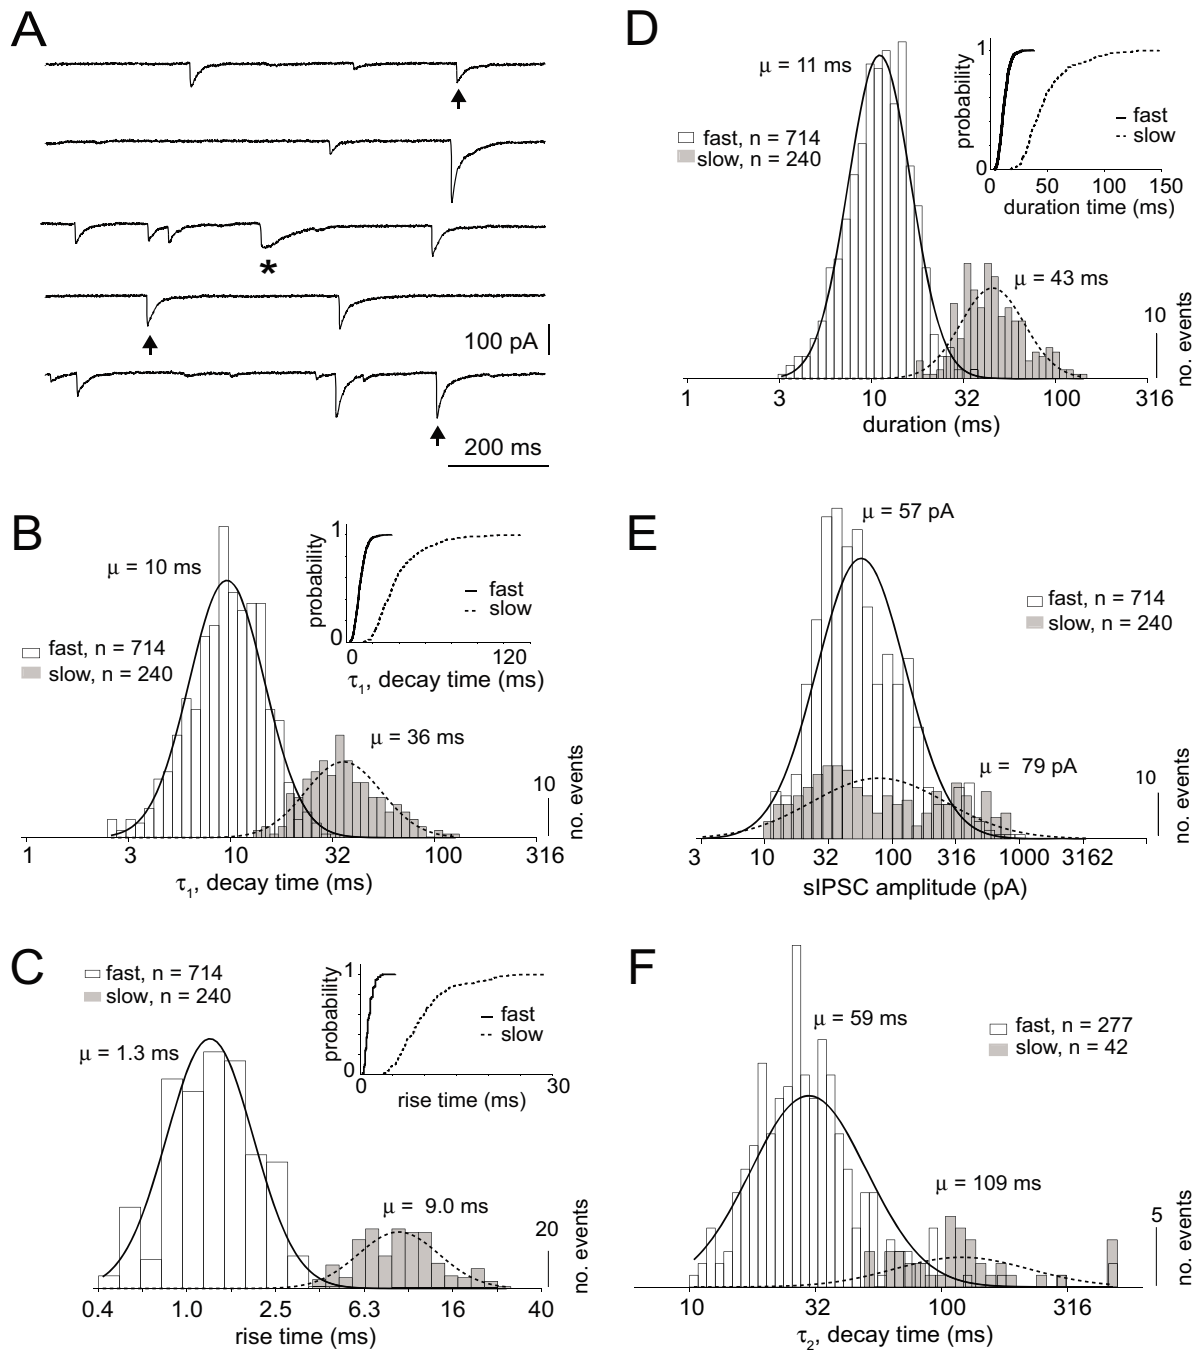 A
*
100 pA
200 ms
B
μ = 10 ms
fast, n = 714
slow, n = 240
μ = 36 ms
probability
1
0
fast
slow
0 120
τ1, decay time (ms)
10
no. events
1 3 10 32 100 316
τ1, decay time (ms)
C
fast, n = 714
slow, n = 240
μ = 1.3 ms
μ = 9.0 ms
probability
1
0
fast
slow
0 30
rise time (ms)
20
no. events
0.4 1.0 2.5 6.3 16 40
rise time (ms)
D
μ = 11 ms
fast, n = 714
slow, n = 240
μ = 43 ms
probability
1
0
fast
slow
0 50 100 150
duration time (ms)
10
no. events
1 3 10 32 100 316
duration (ms)
E
μ = 57 pA
fast, n = 714
slow, n = 240
μ = 79 pA
10
no. events
3 10 32 100 316 1000 3162
sIPSC amplitude (pA)
F
μ = 59 ms
fast, n = 277
slow, n = 42
μ = 109 ms
5
no. events
10 32 100 316
τ2, decay time (ms)